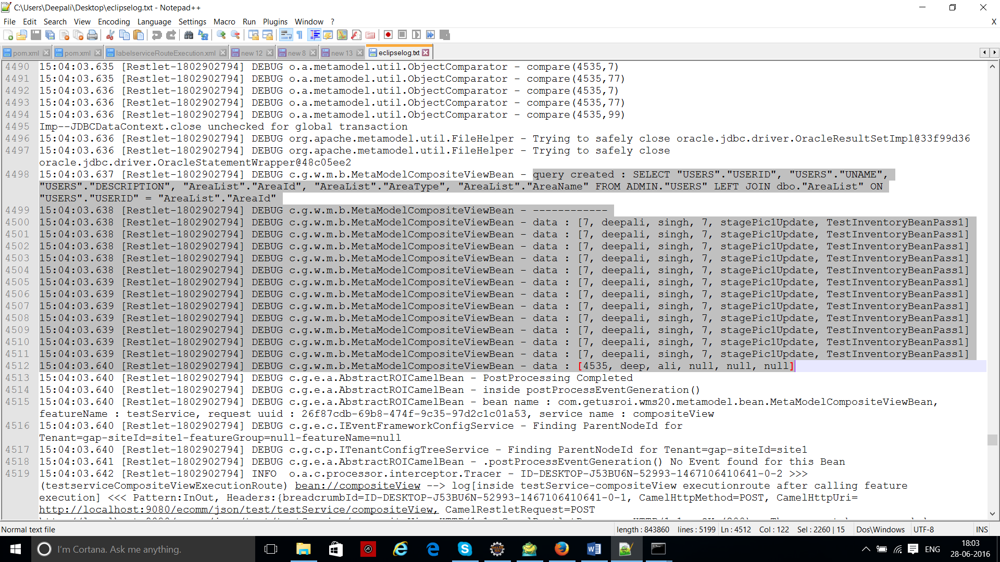 C:\Users\Deepali\Desktop\eclipselog.txt - Notepad++
File Edit Search View Encoding Language Settings Macro Run Plugins Window ? X
pom.xml pom.xml labelserviceRouteExecution.xml new 12 new 8 new 13 eclipselog.txt
4490 15:04:03.635 [Restlet-1802902794] DEBUG o.a.metamodel.util.ObjectComparator - compare(4535,7)
4491 15:04:03.635 [Restlet-1802902794] DEBUG o.a.metamodel.util.ObjectComparator - compare(4535,77)
4492 15:04:03.636 [Restlet-1802902794] DEBUG o.a.metamodel.util.ObjectComparator - compare(4535,7)
4493 15:04:03.636 [Restlet-1802902794] DEBUG o.a.metamodel.util.ObjectComparator - compare(4535,77)
4494 15:04:03.636 [Restlet-1802902794] DEBUG o.a.metamodel.util.ObjectComparator - compare(4535,99)
4495 Imp--JDBCDataContext.close unchecked for global transaction
4496 15:04:03.636 [Restlet-1802902794] DEBUG org.apache.metamodel.util.FileHelper - Trying to safely close oracle.jdbc.driver.OracleResultSetImpl@33f99d36
4497 15:04:03.636 [Restlet-1802902794] DEBUG org.apache.metamodel.util.FileHelper - Trying to safely close
oracle.jdbc.driver.OracleStatementWrapper@48c05ee2
4498 15:04:03.637 [Restlet-1802902794] DEBUG c.g.w.m.b.MetaModelCompositeViewBean - query created : SELECT "USERS"."USERID", "USERS"."UNAME",
"USERS"."DESCRIPTION", "AreaList"."AreaId", "AreaList"."AreaType", "AreaList"."AreaName" FROM ADMIN."USERS" LEFT JOIN dbo."AreaList" ON
"USERS"."USERID" = "AreaList"."AreaId"
4499 15:04:03.638 [Restlet-1802902794] DEBUG c.g.w.m.b.MetaModelCompositeViewBean - ------------
4500 15:04:03.638 [Restlet-1802902794] DEBUG c.g.w.m.b.MetaModelCompositeViewBean - data : [7, deepali, singh, 7, stagePic1Update, TestInventoryBeanPass1]
4501 15:04:03.638 [Restlet-1802902794] DEBUG c.g.w.m.b.MetaModelCompositeViewBean - data : [7, deepali, singh, 7, stagePic1Update, TestInventoryBeanPass1]
4502 15:04:03.638 [Restlet-1802902794] DEBUG c.g.w.m.b.MetaModelCompositeViewBean - data : [7, deepali, singh, 7, stagePic1Update, TestInventoryBeanPass1]
4503 15:04:03.638 [Restlet-1802902794] DEBUG c.g.w.m.b.MetaModelCompositeViewBean - data : [7, deepali, singh, 7, stagePic1Update, TestInventoryBeanPass1]
4504 15:04:03.638 [Restlet-1802902794] DEBUG c.g.w.m.b.MetaModelCompositeViewBean - data : [7, deepali, singh, 7, stagePic1Update, TestInventoryBeanPass1]
4505 15:04:03.639 [Restlet-1802902794] DEBUG c.g.w.m.b.MetaModelCompositeViewBean - data : [7, deepali, singh, 7, stagePic1Update, TestInventoryBeanPass1]
4506 15:04:03.639 [Restlet-1802902794] DEBUG c.g.w.m.b.MetaModelCompositeViewBean - data : [7, deepali, singh, 7, stagePic1Update, TestInventoryBeanPass1]
4507 15:04:03.639 [Restlet-1802902794] DEBUG c.g.w.m.b.MetaModelCompositeViewBean - data : [7, deepali, singh, 7, stagePic1Update, TestInventoryBeanPass1]
4508 15:04:03.639 [Restlet-1802902794] DEBUG c.g.w.m.b.MetaModelCompositeViewBean - data : [7, deepali, singh, 7, stagePic1Update, TestInventoryBeanPass1]
4509 15:04:03.639 [Restlet-1802902794] DEBUG c.g.w.m.b.MetaModelCompositeViewBean - data : [7, deepali, singh, 7, stagePic1Update, TestInventoryBeanPass1]
4510 15:04:03.639 [Restlet-1802902794] DEBUG c.g.w.m.b.MetaModelCompositeViewBean - data : [7, deepali, singh, 7, stagePic1Update, TestInventoryBeanPass1]
4511 15:04:03.639 [Restlet-1802902794] DEBUG c.g.w.m.b.MetaModelCompositeViewBean - data : [7, deepali, singh, 7, stagePic1Update, TestInventoryBeanPass1]
4512 15:04:03.640 [Restlet-1802902794] DEBUG c.g.w.m.b.MetaModelCompositeViewBean - data : [4535, deep, ali, null, null, null]
4513 15:04:03.640 [Restlet-1802902794] DEBUG c.g.e.a.AbstractROICamelBean - PostProcessing Completed
4514 15:04:03.640 [Restlet-1802902794] DEBUG c.g.e.a.AbstractROICamelBean - inside postProcessEventGeneration()
4515 15:04:03.640 [Restlet-1802902794] DEBUG c.g.e.a.AbstractROICamelBean - bean name : com.getusroi.wms20.metamodel.bean.MetaModelCompositeViewBean,
featureName : testService, request uuid : 26f87cdb-69b8-474f-9c35-97d2c1c01a53, service name : compositeView
4516 15:04:03.640 [Restlet-1802902794] DEBUG c.g.e.c.IEventFrameworkConfigService - Finding ParentNodeId for
Tenant=gap-siteId=site1-featureGroup=null-featureName=null
4517 15:04:03.640 [Restlet-1802902794] DEBUG c.g.c.p.ITenantConfigTreeService - Finding ParentNodeId for Tenant=gap-siteId=site1
4518 15:04:03.641 [Restlet-1802902794] DEBUG c.g.e.a.AbstractROICamelBean - .postProcessEventGeneration() No Event found for this Bean
4519 15:04:03.642 [Restlet-1802902794] INFO o.a.c.processor.interceptor.Tracer - ID-DESKTOP-J53BU6N-52993-1467106410641-0-2 >>>
(testserviceCompositeViewExecutionRoute) bean://compositeView --> log[inside testService-compositeView executionroute after calling feature
execution] <<< Pattern:InOut, Headers:{breadcrumbId=ID-DESKTOP-J53BU6N-52993-1467106410641-0-1, CamelHttpMethod=POST, CamelHttpUri=
http://localhost:9080/ecomm/json/test/testService/compositeView, CamelRestletRequest=POST
Normal text file length : 843860 lines : 5199 Ln : 4512 Col : 122 Sel : 2260 | 15 Dos\Windows UTF-8 INS
I'm Cortana. Ask me anything. ENG 18:03
28-06-2016